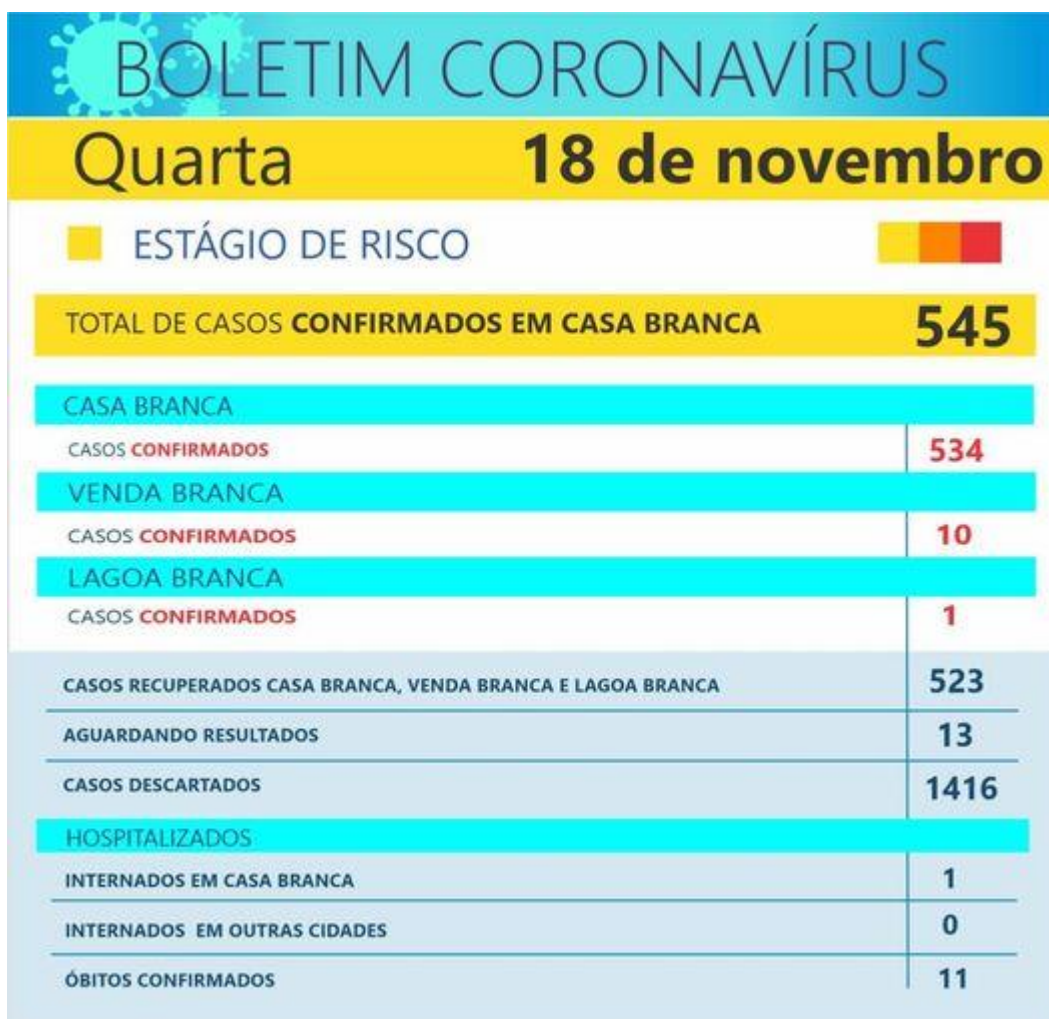 BOLETIM CORONAVÍRUS
Quarta 18 de novembro
ESTÁGIO DE RISCO
TOTAL DE CASOS CONFIRMADOS EM CASA BRANCA 545
CASA BRANCA
CASOS CONFIRMADOS 534
VENDA BRANCA
CASOS CONFIRMADOS 10
LAGOA BRANCA
CASOS CONFIRMADOS 1
CASOS RECUPERADOS CASA BRANCA, VENDA BRANCA E LAGOA BRANCA 523
AGUARDANDO RESULTADOS 13
CASOS DESCARTADOS 1416
HOSPITALIZADOS
INTERNADOS EM CASA BRANCA 1
INTERNADOS EM OUTRAS CIDADES 0
ÓBITOS CONFIRMADOS 11